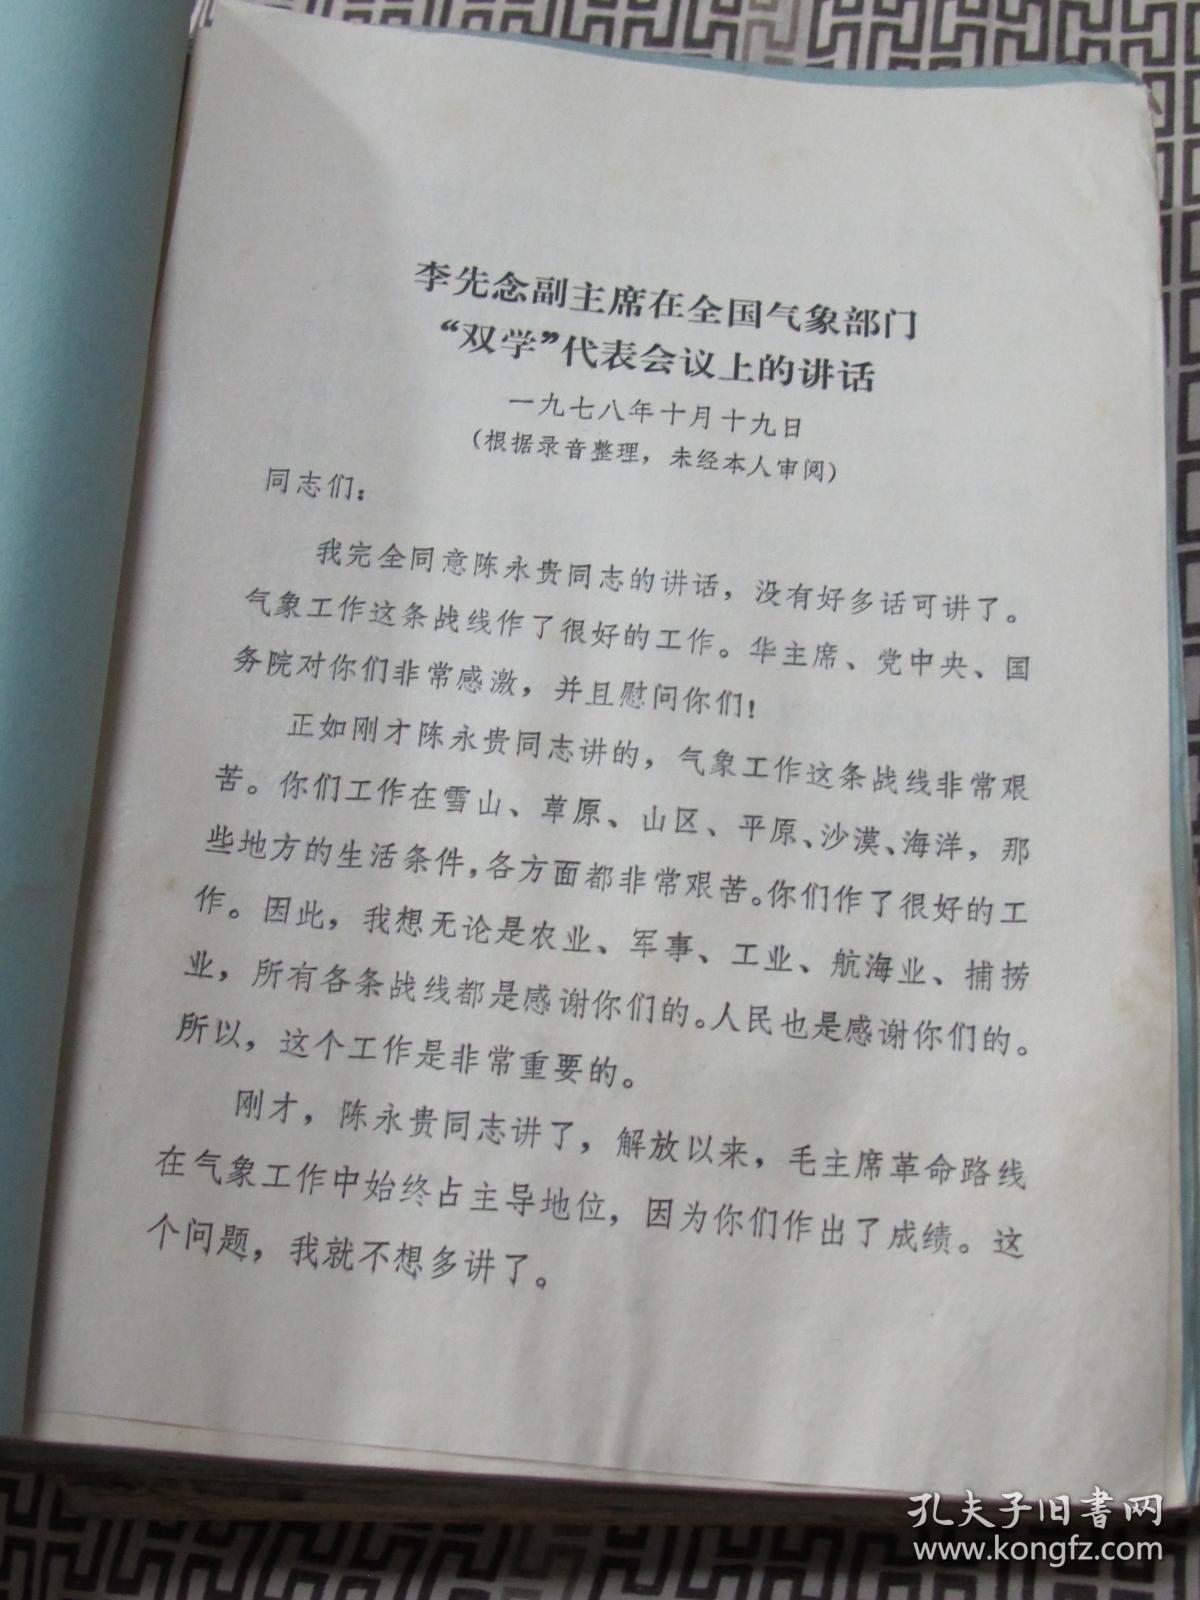 李先念副主席在全国气象部门
“双学”代表会议上的讲话
一九七八年十月十九日
(根据录音整理，未经本人审阅)
同志们：
我完全同意陈永贵同志的讲话，没有好多话可讲了。
气象工作这条战线作了很好的工作。华主席、党中央、国
务院对你们非常感激，并且慰问你们！
正如刚才陈永贵同志讲的，气象工作这条战线非常艰
苦。你们工作在雪山、草原、山区、平原、沙漠、海洋，那
些地方的生活条件，各方面都非常艰苦。你们作了很好的工
作。因此，我想无论是农业、军事、工业、航海业、捕捞
业，所有各条战线都是感谢你们的。人民也是感谢你们的。
所以，这个工作是非常重要的。
刚才，陈永贵同志讲了，解放以来，毛主席革命路线
在气象工作中始终占主导地位，因为你们作出了成绩。这
个问题，我就不想多讲了。
孔夫子旧書网
www.kongfz.com